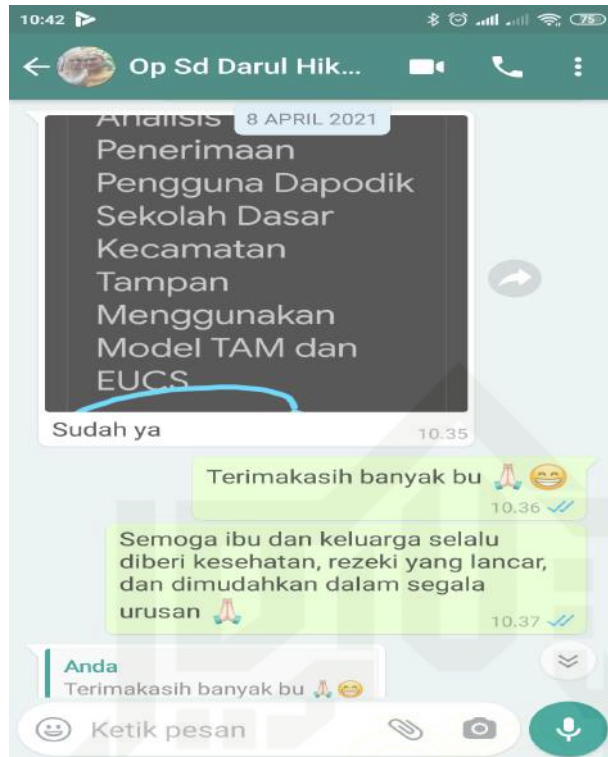 10:42
75
Op Sd Darul Hik...
8 APRIL 2021
Analisis
Penerimaan
Pengguna Dapodik
Sekolah Dasar
Kecamatan
Tampan
Menggunakan
Model TAM dan
EUCS
Sudah ya
10.35
Terimakasih banyak bu 🙏🏻 😁
10.36
Semoga ibu dan keluarga selalu
diberi kesehatan, rezeki yang lancar,
dan dimudahkan dalam segala
urusan 🙏🏻
10.37
Anda
Terimakasih banyak bu 🙏🏻😁
Ketik pesan